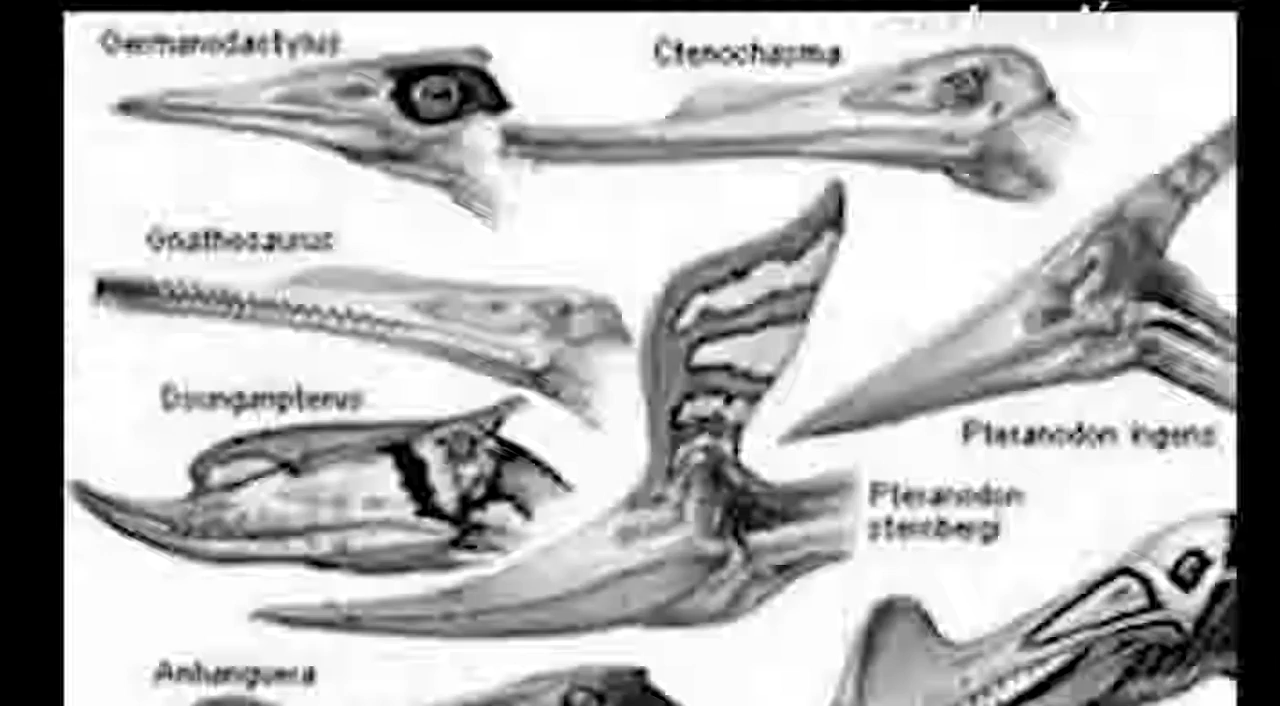 Germanodactylus
Ctenochasma
Gnathosaurus
Dsungaripterus
Pteranodon ingens
Pteranodon
sternbergi
Anhanguera